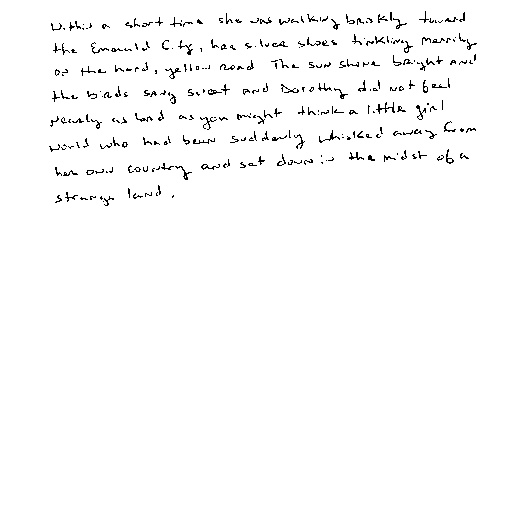 Within a short time she was walking briskly toward
the Emerald City, her silver shoes tinkling merrily
on the hard, yellow road The sun shone bright and
the birds sang sweet and Dorothy did not feel
nearly as bad as you might think a little girl
would who had been suddenly whisked away from
her own country and set down in the midst of a
strange land.